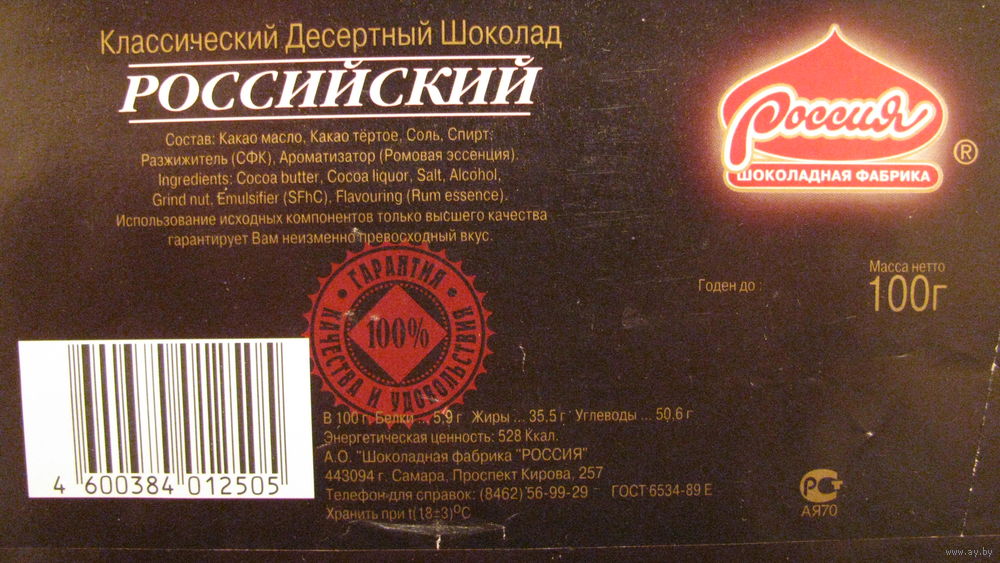 Классический Десертный Шоколад
РОССИЙСКИЙ
Состав: Какао масло, Какао тёртое, Соль, Спирт,
Разжижитель (СФК), Ароматизатор (Ромовая эссенция).
Ingredients: Cocoa butter, Cocoa liquor, Salt, Alcohol,
Grind nut, Emulsifier (SFhC), Flavouring (Rum essence).
Использование исходных компонентов только высшего качества
гарантирует Вам неизменно превосходный вкус.
Россия
®
ШОКОЛАДНАЯ ФАБРИКА
Годен до :
Масса нетто
100г
ГАРАНТИЯ
100%
КАЧЕСТВА И УДОВОЛЬСТВИЯ
4 600384 012505
В 100 г. Белки ... 5,9 г Жиры ... 35,5 г Углеводы ... 50,6 г
Энергетическая ценность: 528 Ккал.
А.О. "Шоколадная фабрика "РОССИЯ"
443094 г. Самара, Проспект Кирова, 257
Телефон для справок: (8462) 56-99-29 ГОСТ 6534-89 Е
Хранить при t(18±3)°С
РСТ
АЯ70
www.ay.by